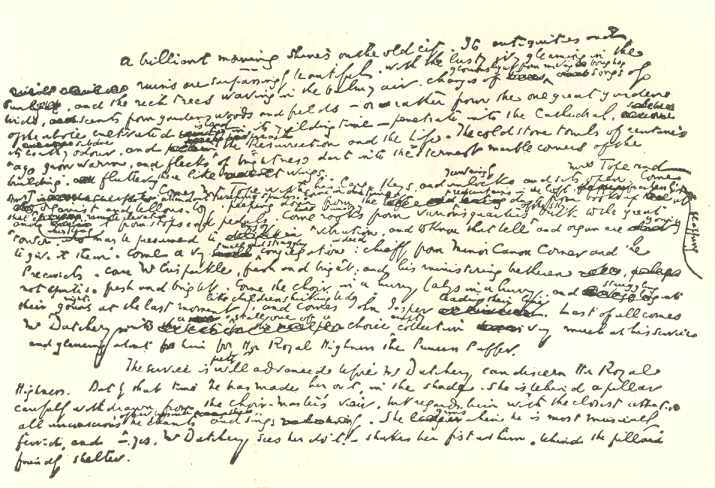 A brilliant morning shines on the old city. Its antiquities and
ruins are surpassingly beautiful, with the lusty ivy gleaming in the
sun, and the rich trees waving in the balmy air. Changes of glorious light from moving boughs, songs of
birds, scents from gardens woods and fields – or rather from the one great garden
of the whole cultivated island in its yielding time – penetrate into the Cathedral, subdue
its earthy odour, and preach the Resurrection and the Life. The cold stone tombs of centuries
ago grow warm, and flecks of brightness dart into the sternest marble corners of the
building, fluttering there like wings.
Comes Mr Tope with his large keys, and yawningly unlocks and sets open. Come Mrs Tope and
attendant sweeping sprites. Come, in due time, organist and bellows boy, peeping down from the red curtains in the loft, fearlessly flapping dust from books up at
that remote elevation, and whisking it from stops and pedals. Come rooks from various quarters back to the great
tower who may be presumed to enjoy vibration, and to know that bell and organ are going
to give it them. Come a very small and straggling congregation indeed: chiefly from Minor Canon Corner and the
Precincts. Come Mr Crisparkle, fresh and bright; and his ministering brethren
not quite so fresh and bright. Come the choir, in a hurry (always in a hurry, and struggling into
their nightgowns at the last moment, like children shirking bed), and comes John Jasper leading their line. Last of all comes
Mr Datchery into a stall, one of a choice empty collection very much at his service
and glancing about him for Her Royal Highness the Princess Puffer.
The service is pretty well advanced before Mr Datchery can discern Her Royal
Highness. But by that time he has made her out, in the shade. She is behind a pillar
carefully withdrawn from the choir-master's view, but regards him with the closest attention
all unconscious of her presence he chants and sings. She grins when he is most musically
fervid, and – yes, Mr Datchery sees her do it! – shakes her fist at him, behind the pillar's
friendly shelter.